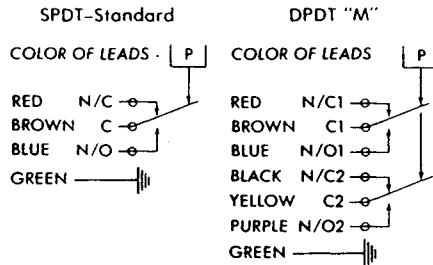 SPDT-Standard
COLOR OF LEADS - P
RED N/C
BROWN C
BLUE N/O
GREEN
DPDT "M"
COLOR OF LEADS P
RED N/C1
BROWN C1
BLUE N/O1
BLACK N/C2
YELLOW C2
PURPLE N/O2
GREEN